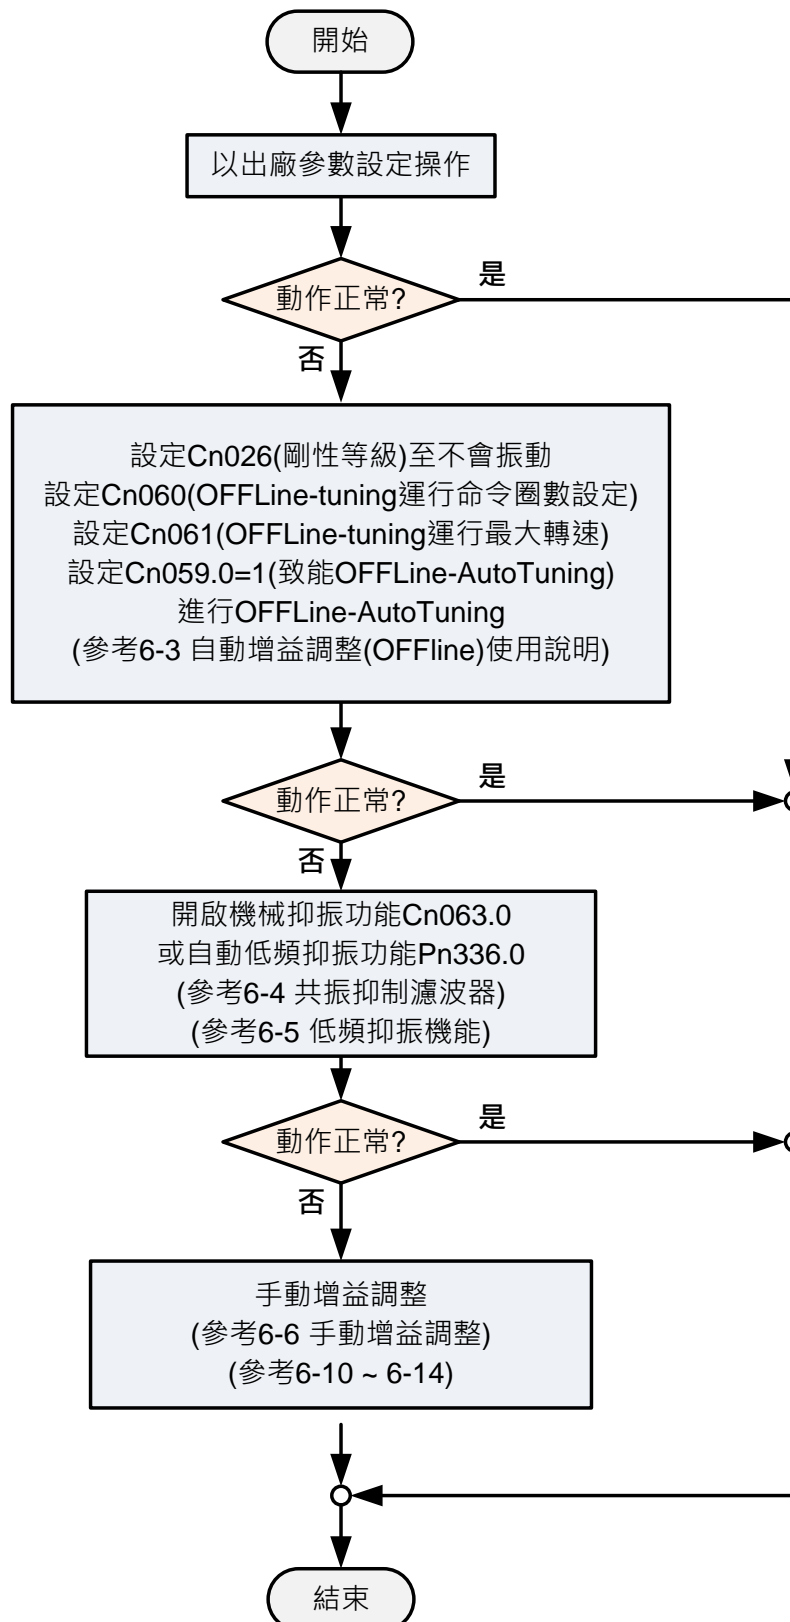 開始
以出廠參數設定操作
動作正常?
是
否
設定Cn026(剛性等級)至不會振動
設定Cn060(OFFLine-tuning運行命令圈數設定)
設定Cn061(OFFLine-tuning運行最大轉速)
設定Cn059.0=1(致能OFFLine-AutoTuning)
進行OFFLine-AutoTuning
(參考6-3 自動增益調整(OFFline)使用說明)
動作正常?
是
否
開啟機械抑振功能Cn063.0
或自動低頻抑振功能Pn336.0
(參考6-4 共振抑制濾波器)
(參考6-5 低頻抑振機能)
動作正常?
是
否
手動增益調整
(參考6-6 手動增益調整)
(參考6-10 ~ 6-14)
結束